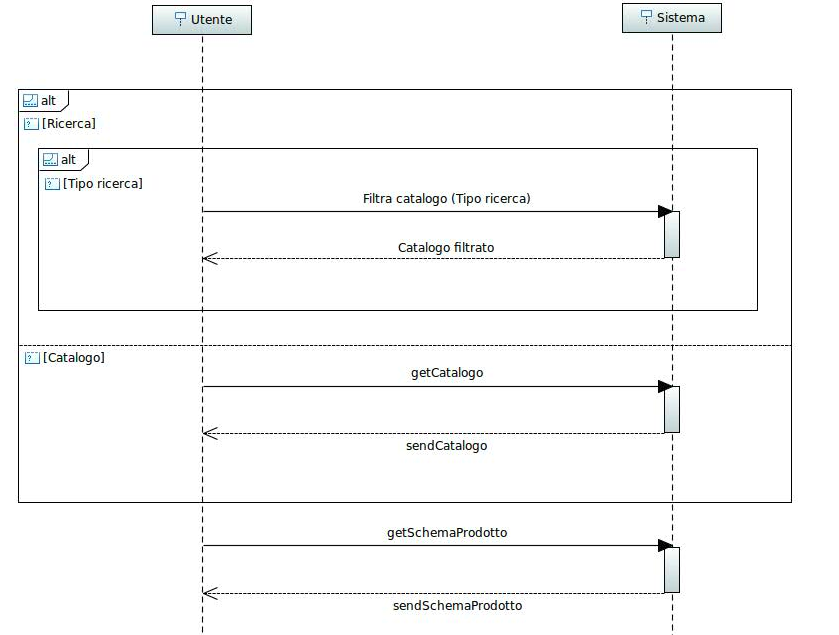 Utente
Sistema
alt
[Ricerca]
alt
[Tipo ricerca]
Filtra catalogo (Tipo ricerca)
Catalogo filtrato
[Catalogo]
getCatalogo
sendCatalogo
getSchemaProdotto
sendSchemaProdotto